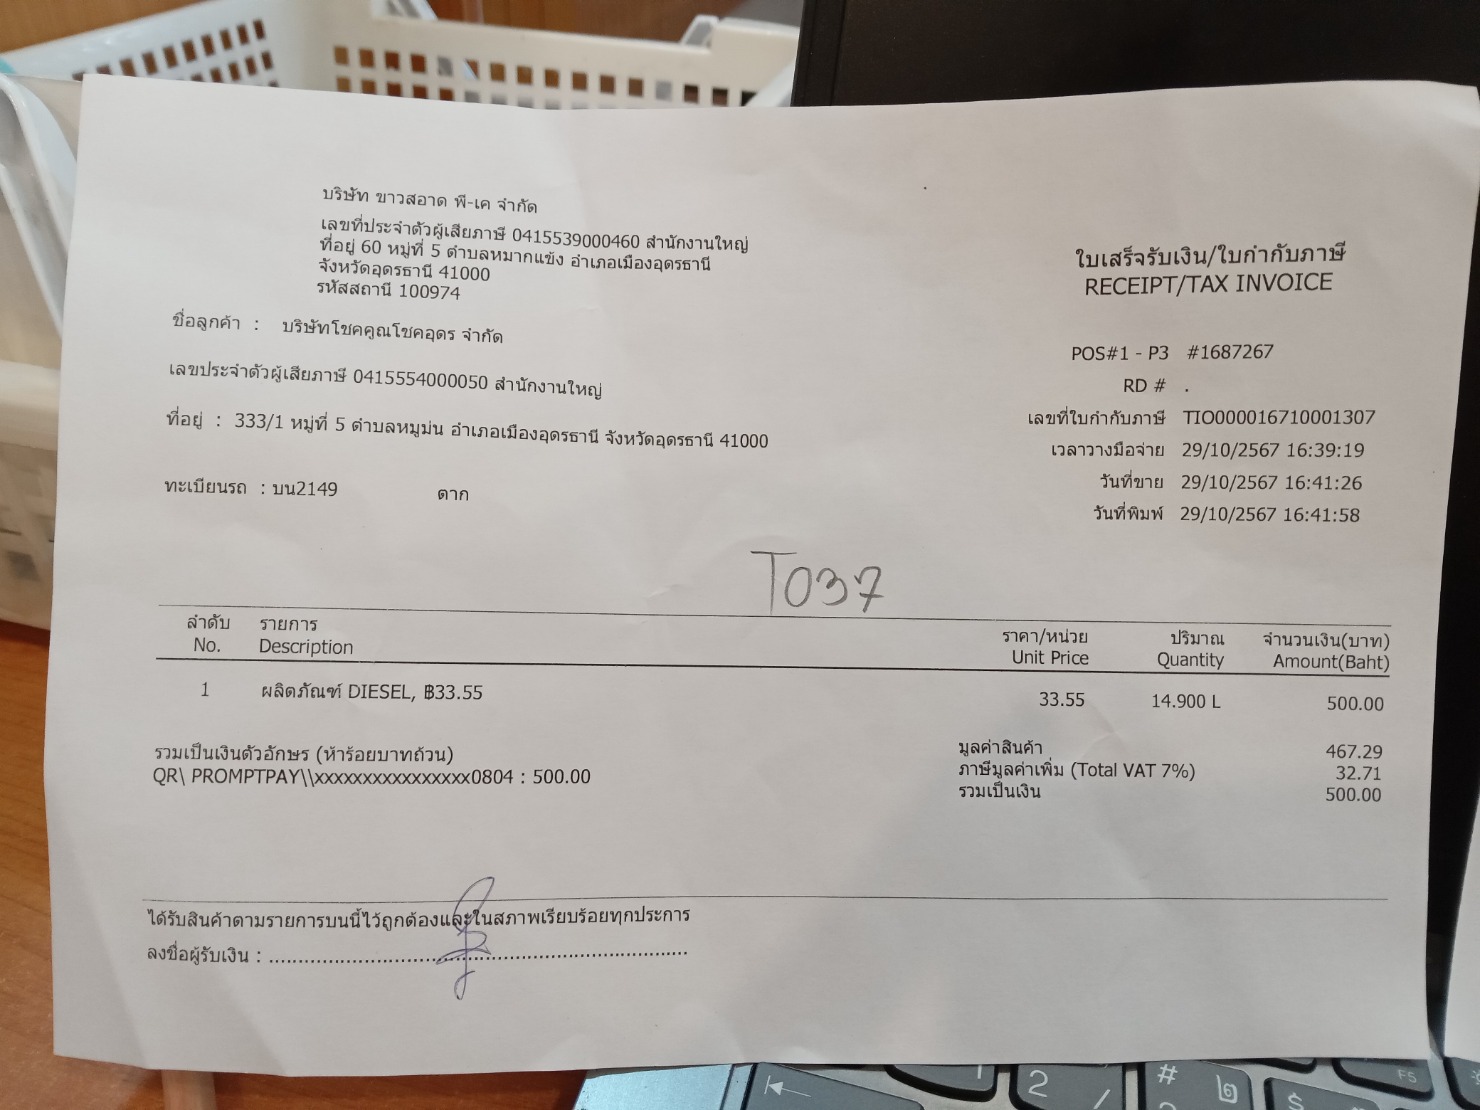 บริษัท ขาวสอาด พี-เค จำกัด
เลขที่ประจำตัวผู้เสียภาษี 0415539000460 สำนักงานใหญ่
ที่อยู่ 60 หมู่ที่ 5 ตำบลหมากแข้ง อำเภอเมืองอุดรธานี
จังหวัดอุดรธานี 41000
รหัสสถานี 100974
ใบเสร็จรับเงิน/ใบกำกับภาษี
RECEIPT/TAX INVOICE
ชื่อลูกค้า : บริษัทโชคคูณโชคอุดร จำกัด
เลขประจำตัวผู้เสียภาษี 0415554000050 สำนักงานใหญ่
ที่อยู่ : 333/1 หมู่ที่ 5 ตำบลหมูม่น อำเภอเมืองอุดรธานี จังหวัดอุดรธานี 41000
ทะเบียนรถ : บน2149 ตาก
POS#1 - P3 #1687267
RD # .
เลขที่ใบกำกับภาษี TIO000016710001307
เวลาวางมือจ่าย 29/10/2567 16:39:19
วันที่ขาย 29/10/2567 16:41:26
วันที่พิมพ์ 29/10/2567 16:41:58
T037
ลำดับ รายการ ราคา/หน่วย ปริมาณ จำนวนเงิน(บาท)
No. Description Unit Price Quantity Amount(Baht)
1 ผลิตภัณฑ์ DIESEL, ฿33.55 33.55 14.900 L 500.00
รวมเป็นเงินตัวอักษร (ห้าร้อยบาทถ้วน)
QR\ PROMPTPAY\\xxxxxxxxxxxxxxxx0804 : 500.00
มูลค่าสินค้า 467.29
ภาษีมูลค่าเพิ่ม (Total VAT 7%) 32.71
รวมเป็นเงิน 500.00
ได้รับสินค้าตามรายการบนนี้ไว้ถูกต้องและในสภาพเรียบร้อยทุกประการ
ลงชื่อผู้รับเงิน : ......................................................................
2 #
๒ $ F5